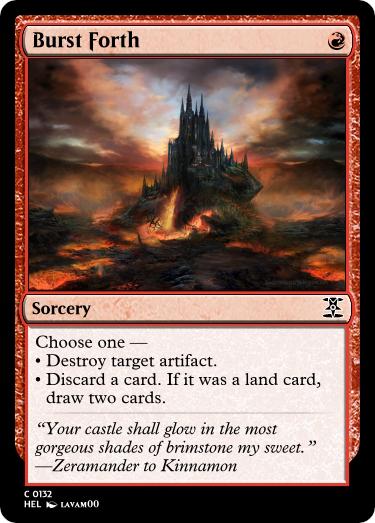 Burst Forth
Sorcery
Choose one —
• Destroy target artifact.
• Discard a card. If it was a land card,
draw two cards.
“Your castle shall glow in the most
gorgeous shades of brimstone my sweet.”
—Zeramander to Kinnamon
C 0132
HEL LAVAM00